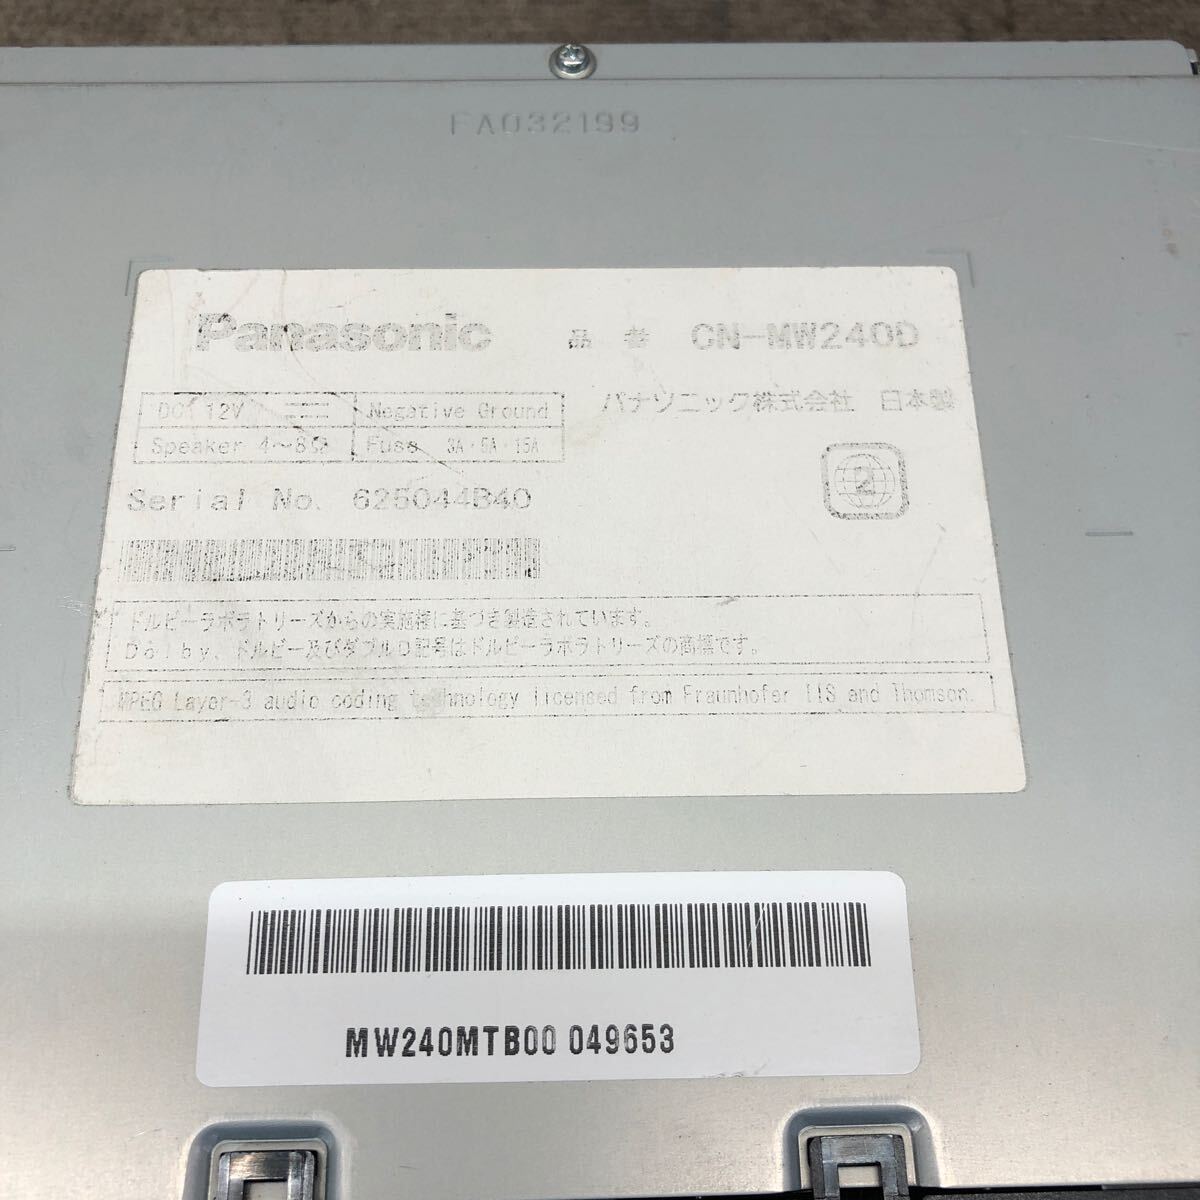 FA032199
Panasonic 品番 CN-MW240D
DC 12V Negative Ground
Speaker 4〜8Ω Fuse 3A・5A・15A
パナソニック株式会社 日本製
2
Serial No. 625044B40
ドルビーラボラトリーズからの実施権に基づき製造されています。
Dolby、ドルビー及びダブルD記号はドルビーラボラトリーズの商標です。
MPEG Layer-3 audio coding technology licensed from Fraunhofer IIS and Thomson.
MW240MTB00 049653